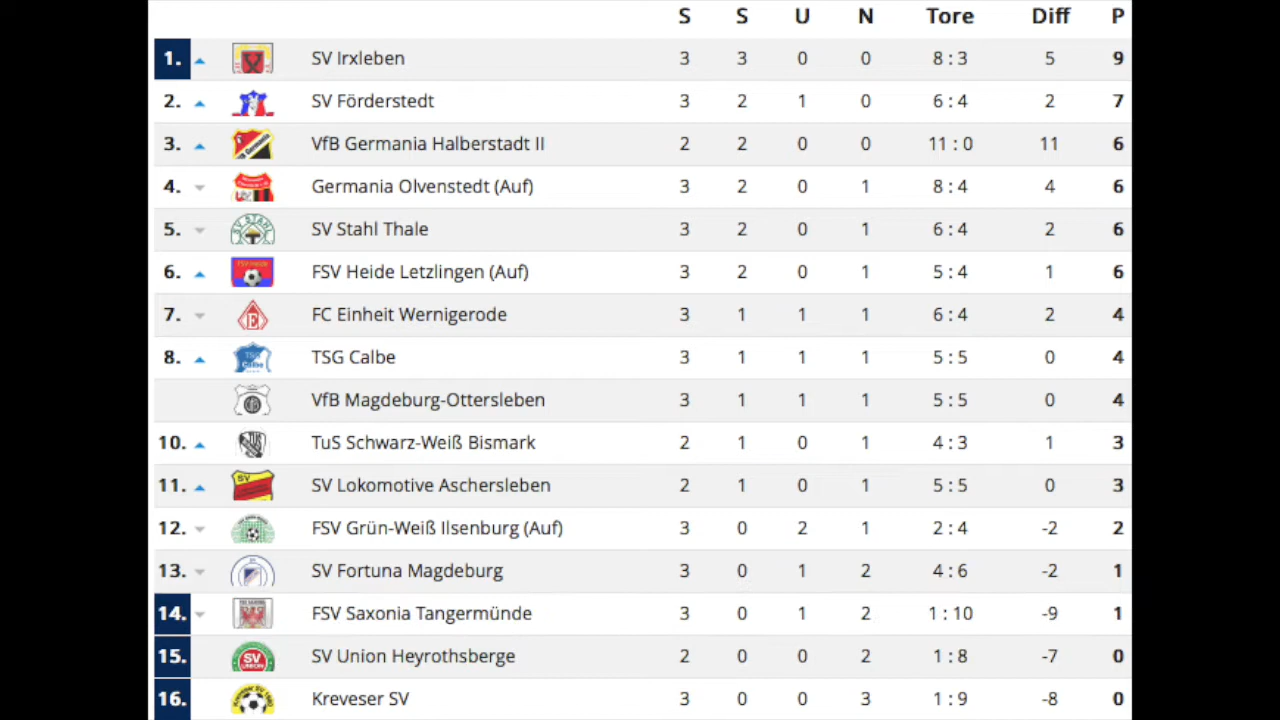 S S U N Tore Diff P
1. SV Irxleben 3 3 0 0 8 : 3 5 9
2. SV Förderstedt 3 2 1 0 6 : 4 2 7
3. VfB Germania Halberstadt II 2 2 0 0 11 : 0 11 6
4. Germania Olvenstedt (Auf) 3 2 0 1 8 : 4 4 6
5. SV Stahl Thale 3 2 0 1 6 : 4 2 6
6. FSV Heide Letzlingen (Auf) 3 2 0 1 5 : 4 1 6
7. FC Einheit Wernigerode 3 1 1 1 6 : 4 2 4
8. TSG Calbe 3 1 1 1 5 : 5 0 4
VfB Magdeburg-Ottersleben 3 1 1 1 5 : 5 0 4
10. TuS Schwarz-Weiß Bismark 2 1 0 1 4 : 3 1 3
11. SV Lokomotive Aschersleben 2 1 0 1 5 : 5 0 3
12. FSV Grün-Weiß Ilsenburg (Auf) 3 0 2 1 2 : 4 -2 2
13. SV Fortuna Magdeburg 3 0 1 2 4 : 6 -2 1
14. FSV Saxonia Tangermünde 3 0 1 2 1 : 10 -9 1
15. SV Union Heyrothsberge 2 0 0 2 1 : 8 -7 0
16. Kreveser SV 3 0 0 3 1 : 9 -8 0